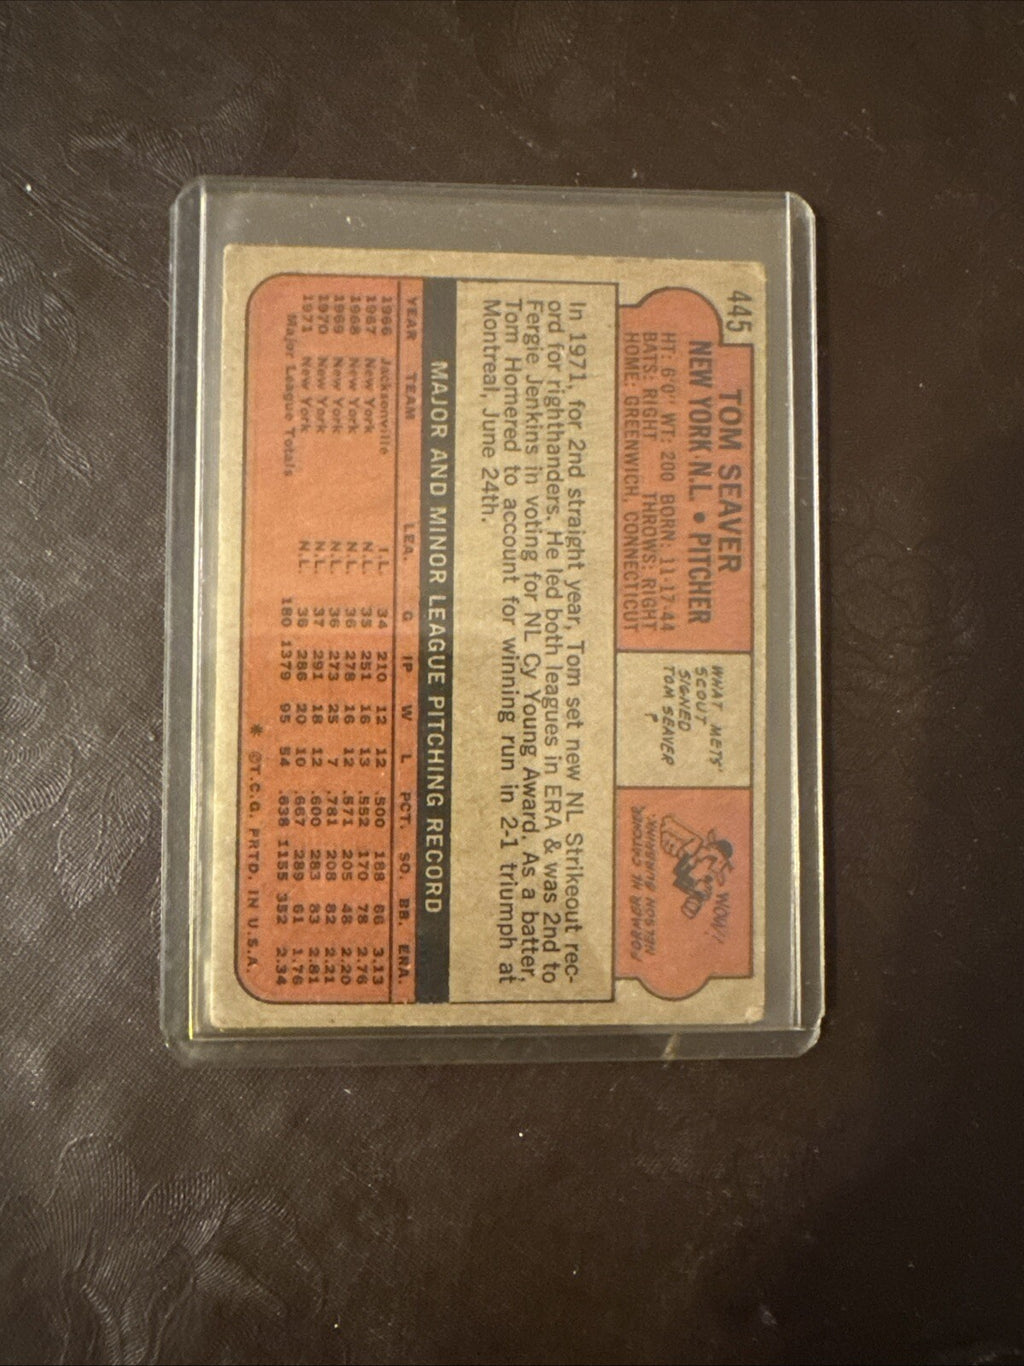 445
TOM SEAVER
NEW YORK N.L. • PITCHER
HT: 6'0" WT: 200 BORN: 11-17-44
BATS: RIGHT THROWS: RIGHT
HOME: GREENWICH, CONNECTICUT
WHAT METS'
SCOUT
SIGNED
TOM SEAVER
?
WOW!
FORMER NL CATCHER,
NELSON BURBRINK.
In 1971, for 2nd straight year, Tom set new NL Strikeout rec-
ord for righthanders. He led both leagues in ERA & was 2nd to
Fergie Jenkins in voting for NL Cy Young Award. As a batter,
Tom Homered to account for winning run in 2-1 triumph at
Montreal, June 24th.
MAJOR AND MINOR LEAGUE PITCHING RECORD
YEAR TEAM LEA. G IP W L PCT. SO. BB. ERA.
1966 Jacksonville I.L. 34 210 12 12 .500 188 66 3.13
1967 New York N.L. 35 251 16 13 .552 170 78 2.76
1968 New York N.L. 36 278 16 12 .571 205 48 2.20
1969 New York N.L. 36 273 25 7 .781 208 82 2.21
1970 New York N.L. 37 291 18 12 .600 283 83 2.81
1971 New York N.L. 36 286 20 10 .667 289 61 1.76
Major League Totals 180 1379 95 54 .638 1155 352 2.34
* ©T.C.G. PRTD. IN U.S.A.